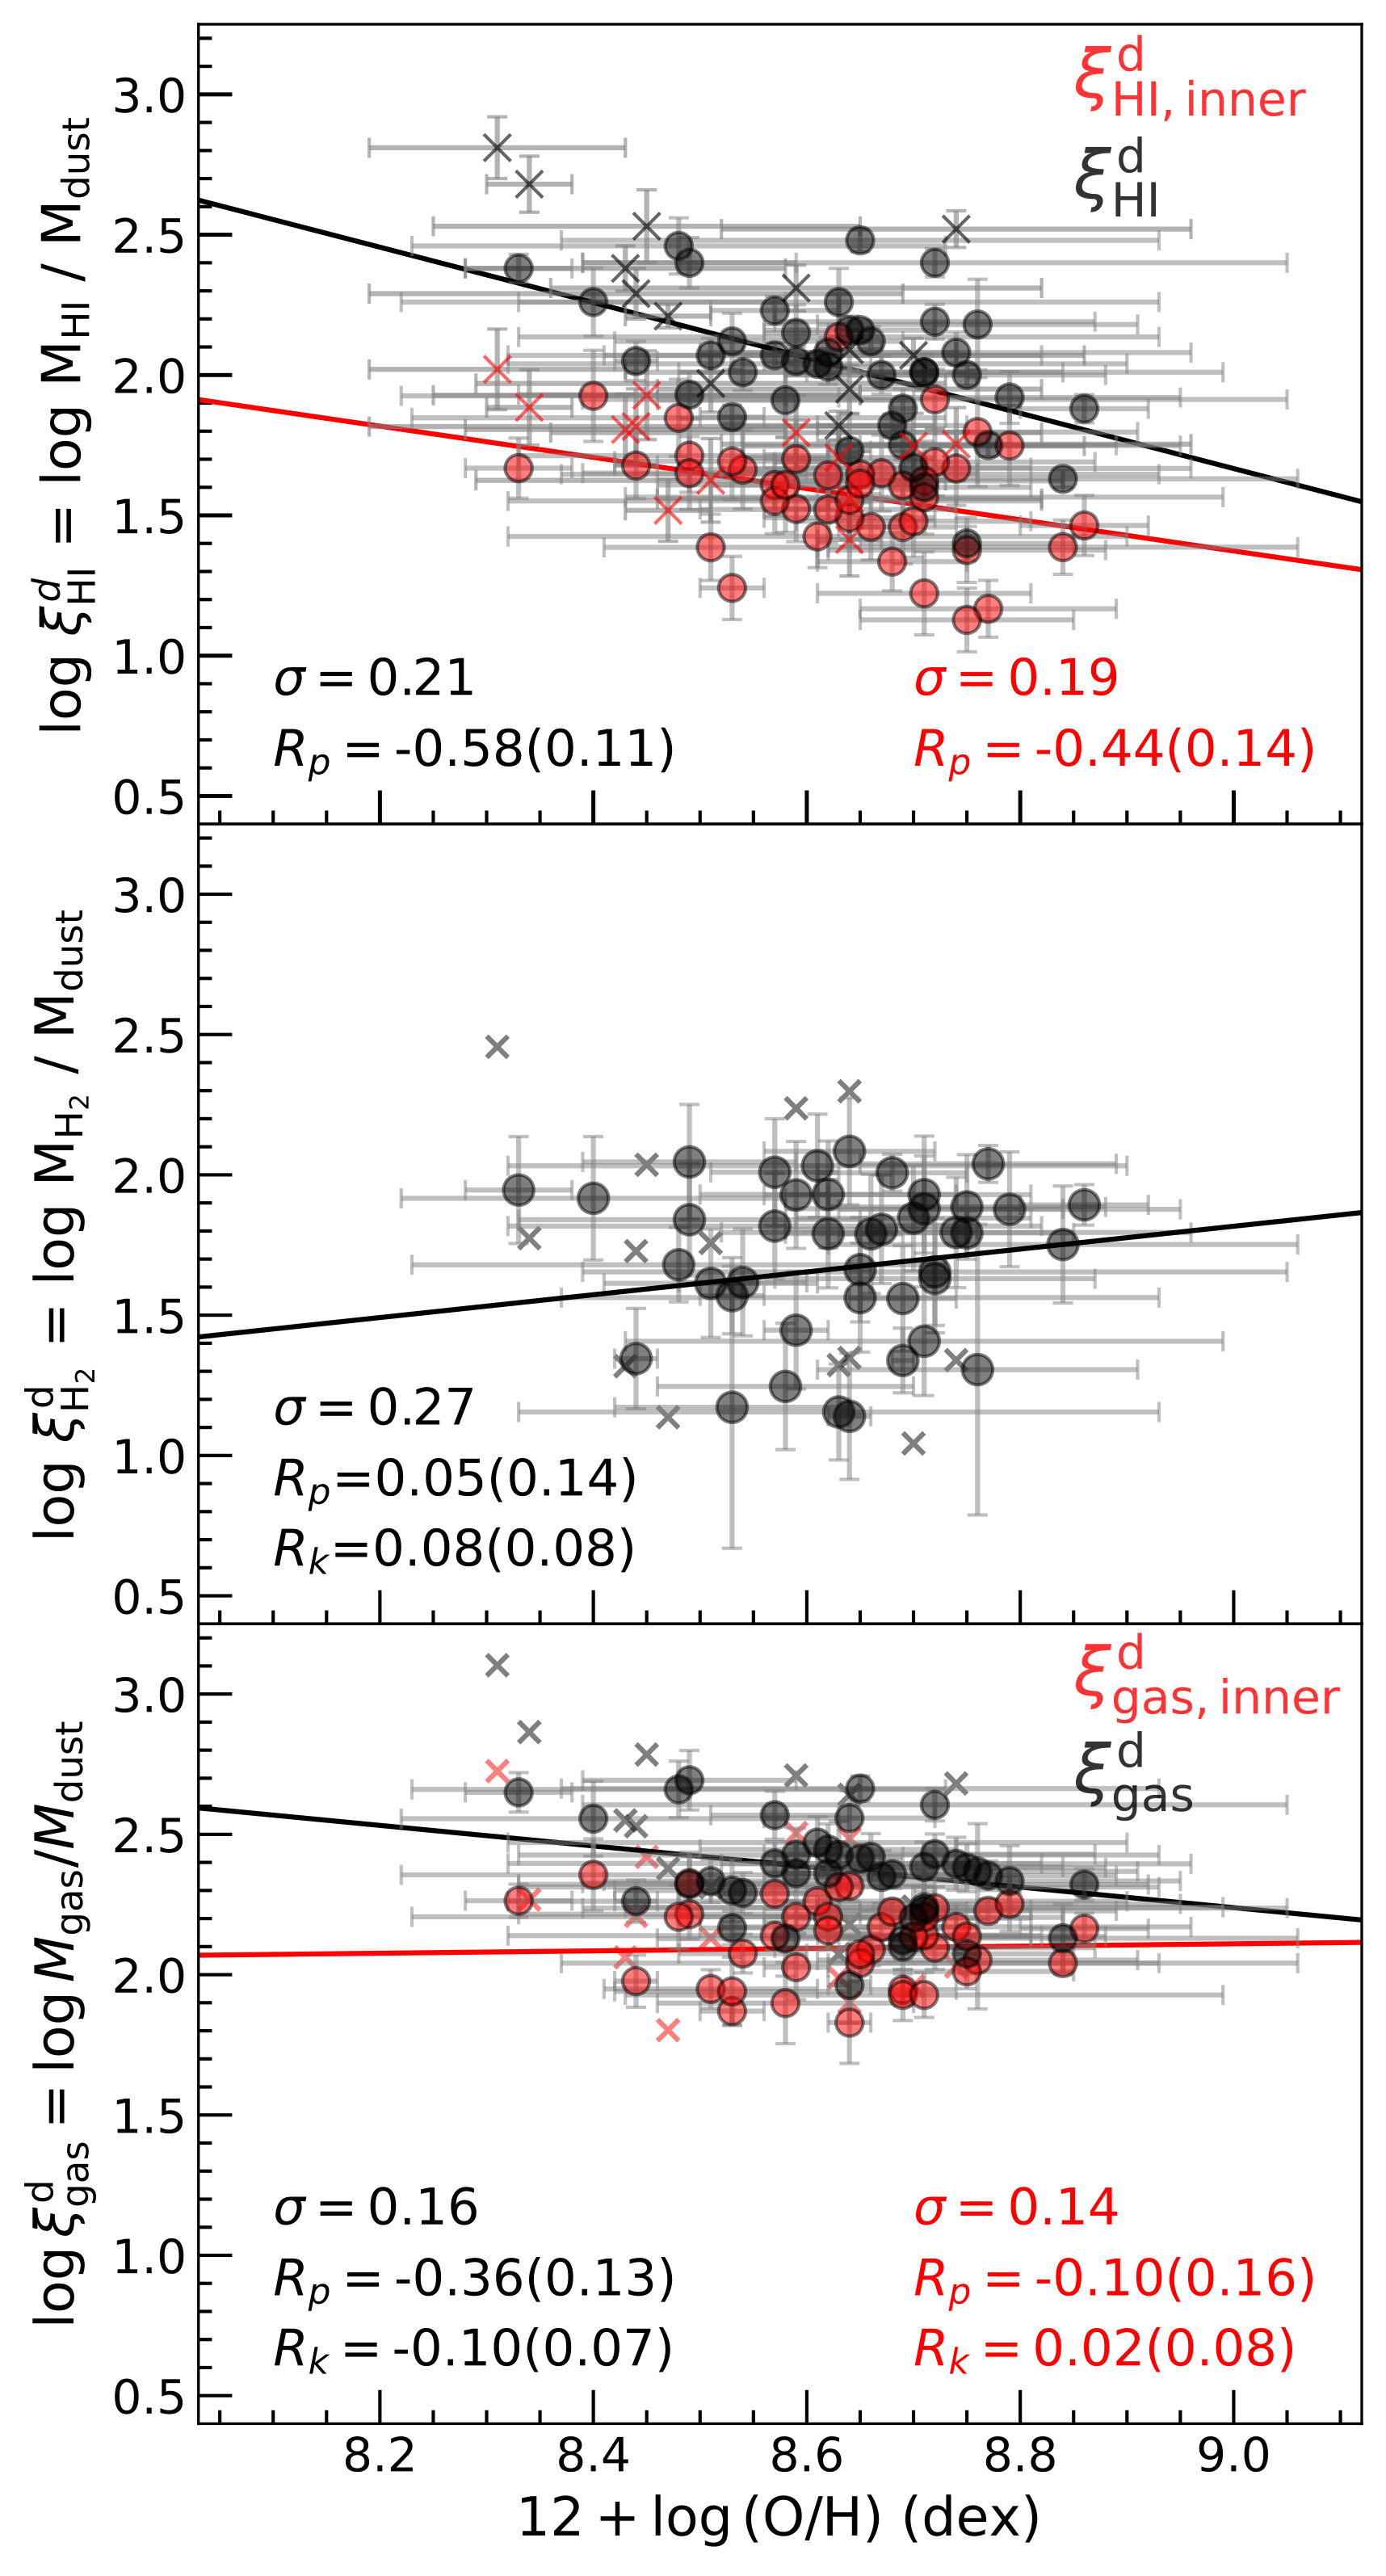 log ξ^d_HI = log M_HI / M_dust
3.0
2.5
2.0
1.5
1.0
0.5
ξ^d_HI, inner
ξ^d_HI
σ = 0.21
R_p = -0.58(0.11)
σ = 0.19
R_p = -0.44(0.14)
log ξ^d_H₂ = log M_H₂ / M_dust
3.0
2.5
2.0
1.5
1.0
0.5
σ = 0.27
R_p=0.05(0.14)
R_k=0.08(0.08)
log ξ^d_gas = log M_gas/M_dust
3.0
2.5
2.0
1.5
1.0
0.5
ξ^d_gas, inner
ξ^d_gas
σ = 0.16
R_p = -0.36(0.13)
R_k = -0.10(0.07)
σ = 0.14
R_p = -0.10(0.16)
R_k = 0.02(0.08)
8.2 8.4 8.6 8.8 9.0
12 + log (O/H) (dex)